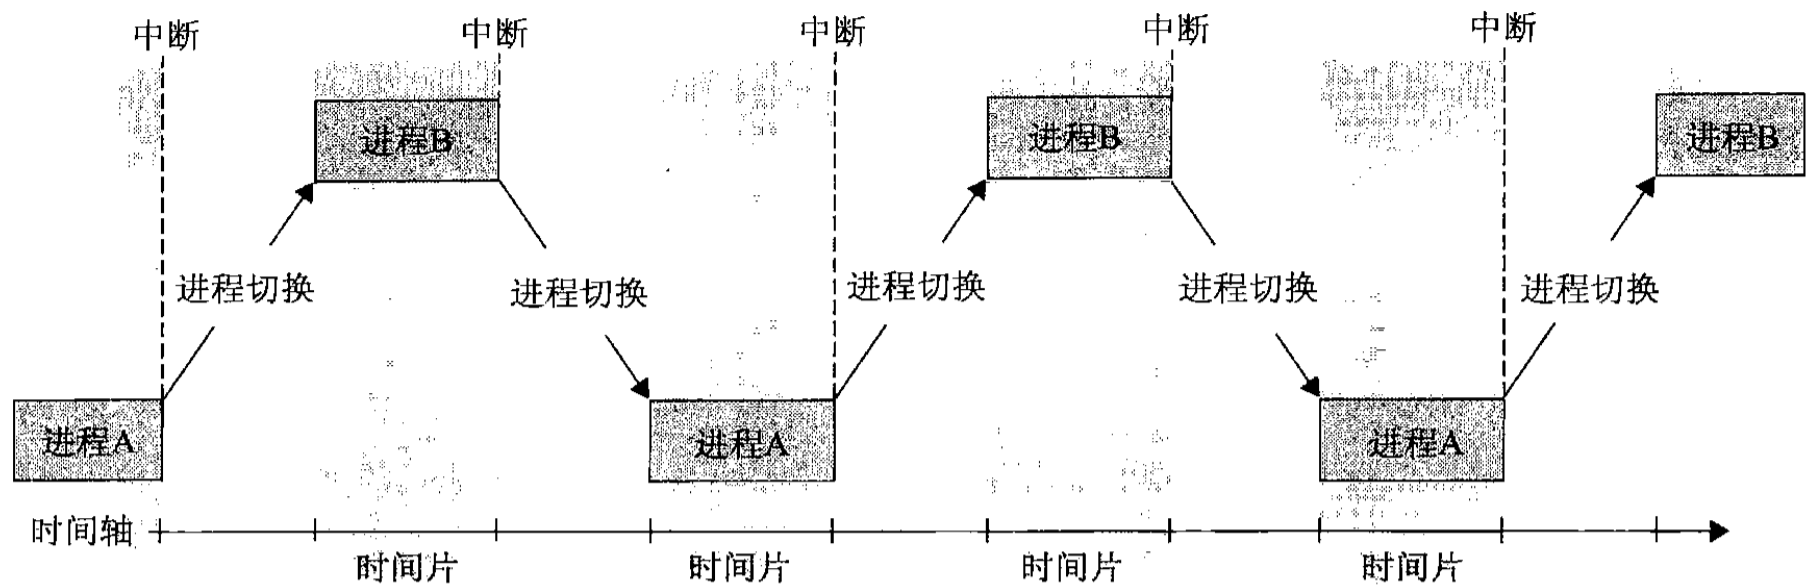 中断 中断 中断 中断 中断
进程B 进程B 进程B
进程切换 进程切换 进程切换 进程切换 进程切换
进程A 进程A 进程A
时间轴
时间片 时间片 时间片 时间片